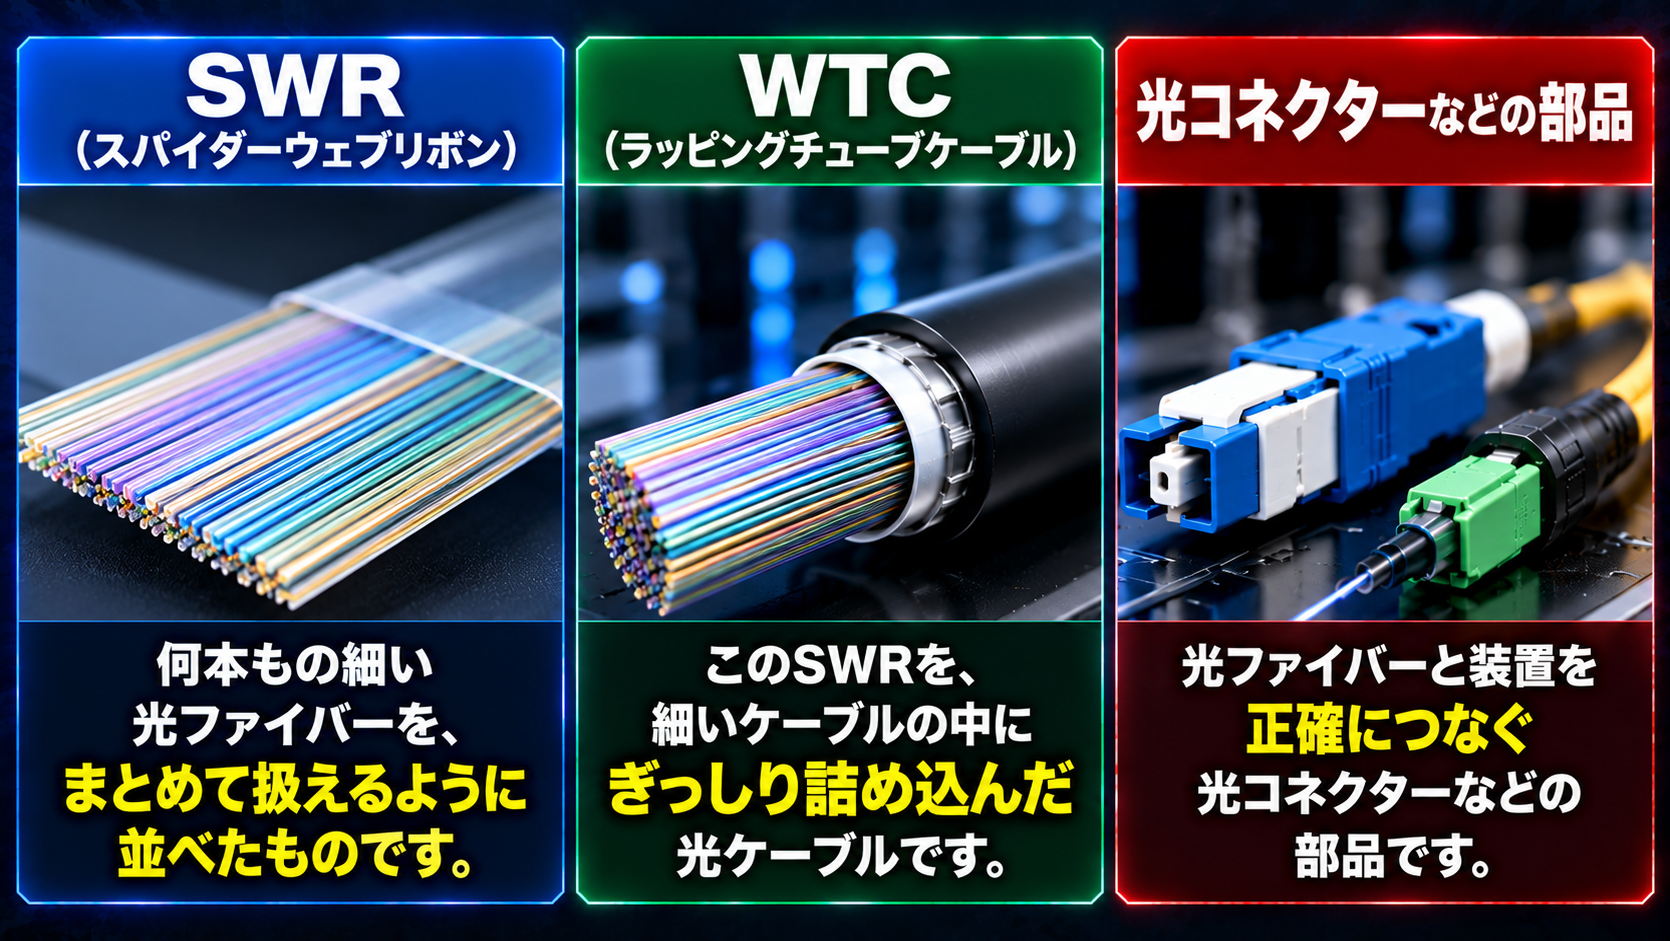 SWR
（スパイダーウェブリボン）
何本もの細い
光ファイバーを、
まとめて扱えるように
並べたものです。
WTC
（ラッピングチューブケーブル）
このSWRを、
細いケーブルの中に
ぎっしり詰め込んだ
光ケーブルです。
光コネクターなどの部品
光ファイバーと装置を
正確につなぐ
光コネクターなどの
部品です。